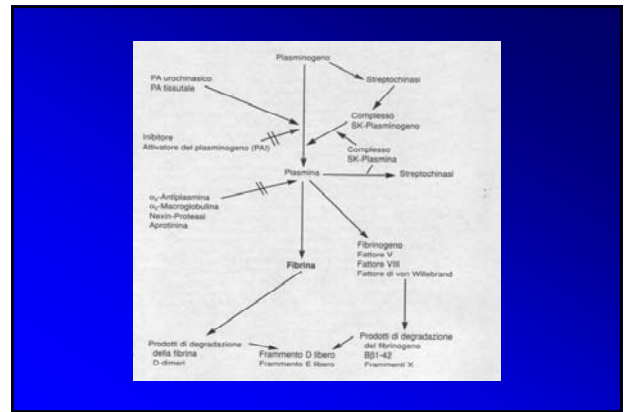 Plasminogeno
PA urochinasico
PA tissutale
Streptochinasi
Complesso
SK-Plasminogeno
Inibitore
Attivatore del plasminogeno (PAI)
Complesso
SK-Plasmina
Plasmina
Streptochinasi
α₂-Antiplasmina
α₂-Macroglobulina
Nexin-Proteasi
Aprotinina
Fibrina
Fibrinogeno
Fattore V
Fattore VIII
Fattore di von Willebrand
Prodotti di degradazione
della fibrina
D-dimeri
Frammento D libero
Frammento E libero
Prodotti di degradazione
del fibrinogeno
Bβ1-42
Frammenti X